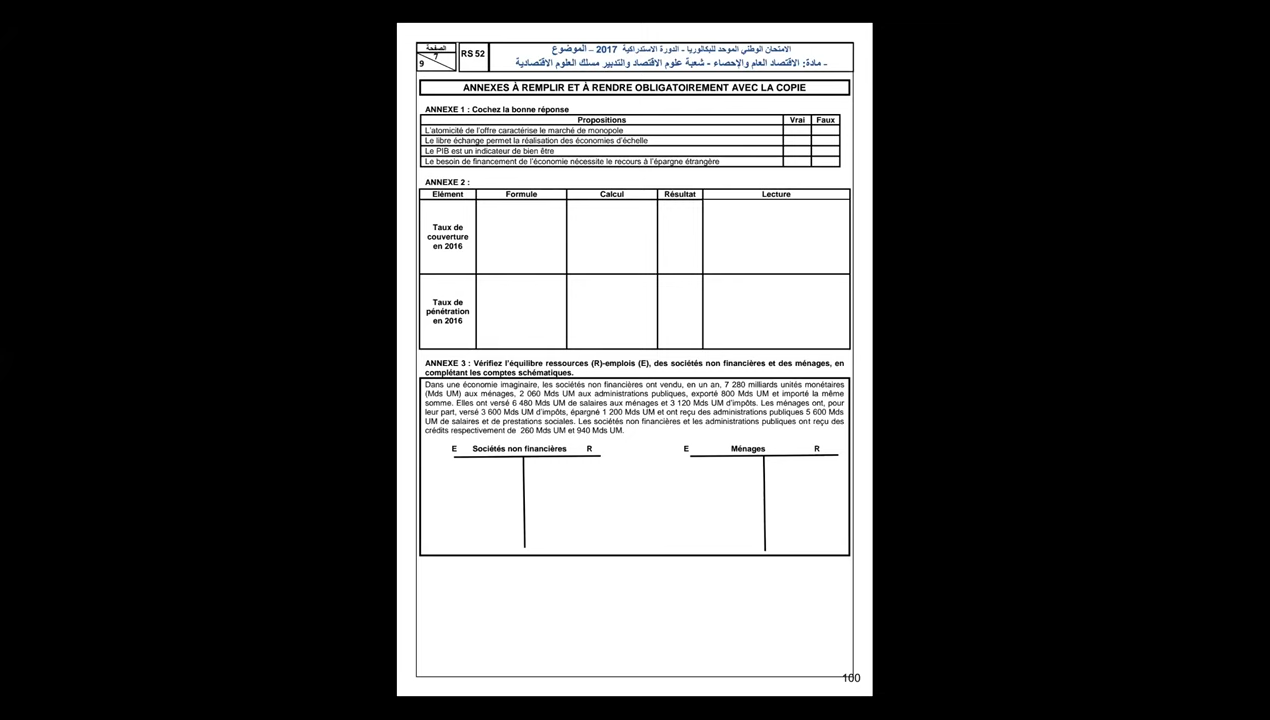 الصفحة
7
9
RS 52
الامتحان الوطني الموحد للبكالوريا - الدورة الاستدراكية 2017 – الموضوع
- مادة: الاقتصاد العام والإحصاء - شعبة علوم الاقتصاد والتدبير مسلك العلوم الاقتصادية
ANNEXES À REMPLIR ET À RENDRE OBLIGATOIREMENT AVEC LA COPIE
ANNEXE 1 : Cochez la bonne réponse
Propositions Vrai Faux
L'atomicité de l'offre caractérise le marché de monopole
Le libre échange permet la réalisation des économies d'échelle
Le PIB est un indicateur de bien être
Le besoin de financement de l'économie nécessite le recours à l'épargne étrangère
ANNEXE 2 :
Elément Formule Calcul Résultat Lecture
Taux de
couverture
en 2016
Taux de
pénétration
en 2016
ANNEXE 3 : Vérifiez l'équilibre ressources (R)-emplois (E), des sociétés non financières et des ménages, en
complétant les comptes schématiques.
Dans une économie imaginaire, les sociétés non financières ont vendu, en un an, 7 280 milliards unités monétaires
(Mds UM) aux ménages, 2 060 Mds UM aux administrations publiques, exporté 800 Mds UM et importé la même
somme. Elles ont versé 6 480 Mds UM de salaires aux ménages et 3 120 Mds UM d'impôts. Les ménages ont, pour
leur part, versé 3 600 Mds UM d'impôts, épargné 1 200 Mds UM et ont reçu des administrations publiques 5 600 Mds
UM de salaires et de prestations sociales. Les sociétés non financières et les administrations publiques ont reçu des
crédits respectivement de 260 Mds UM et 940 Mds UM.
E Sociétés non financières R
E Ménages R
100